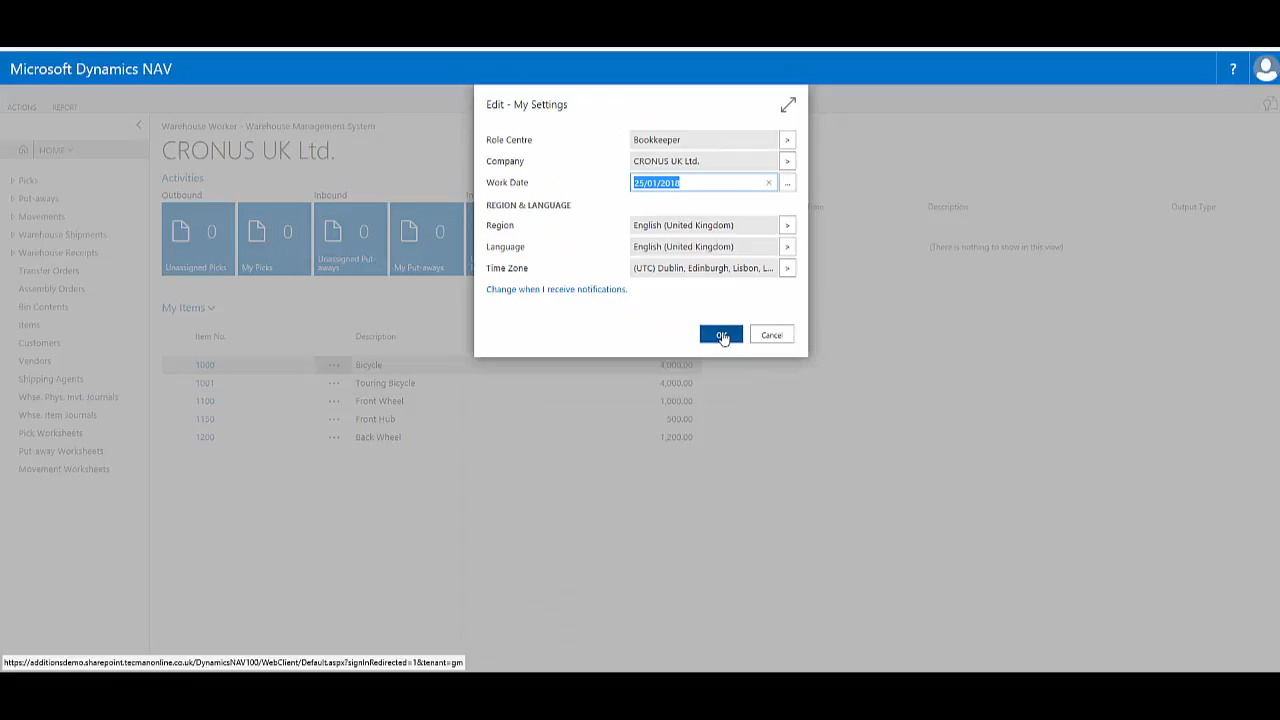 Microsoft Dynamics NAV
?
ACTIONS REPORT
Edit - My Settings
Role Centre Bookkeeper >
Company CRONUS UK Ltd. >
Work Date 25/01/2018 × ...
REGION & LANGUAGE
Region English (United Kingdom) >
Language English (United Kingdom) >
Time Zone (UTC) Dublin, Edinburgh, Lisbon, L... >
Change when I receive notifications.
OK Cancel
HOME
Picks
Put-aways
Movements
Warehouse Shipments
Warehouse Receipts
Transfer Orders
Assembly Orders
Bin Contents
Items
Customers
Vendors
Shipping Agents
Whse. Phys. Invt. Journals
Whse. Item Journals
Pick Worksheets
Put-away Worksheets
Movement Worksheets
Warehouse Worker - Warehouse Management System
CRONUS UK Ltd.
Activities
Outbound Inbound
0 Unassigned Picks
0 My Picks
0 Unassigned Put-
aways
0 My Put-aways
My Items
Item No. Description
1000 ... Bicycle 4,000.00
1001 ... Touring Bicycle 4,000.00
1100 ... Front Wheel 1,000.00
1150 ... Front Hub 500.00
1200 ... Back Wheel 1,200.00
Description Output Type
(There is nothing to show in this view)
https://additionsdemo.sharepoint.tecmanonline.co.uk/DynamicsNAV100/WebClient/Default.aspx?signInRedirected=1&tenant=gm